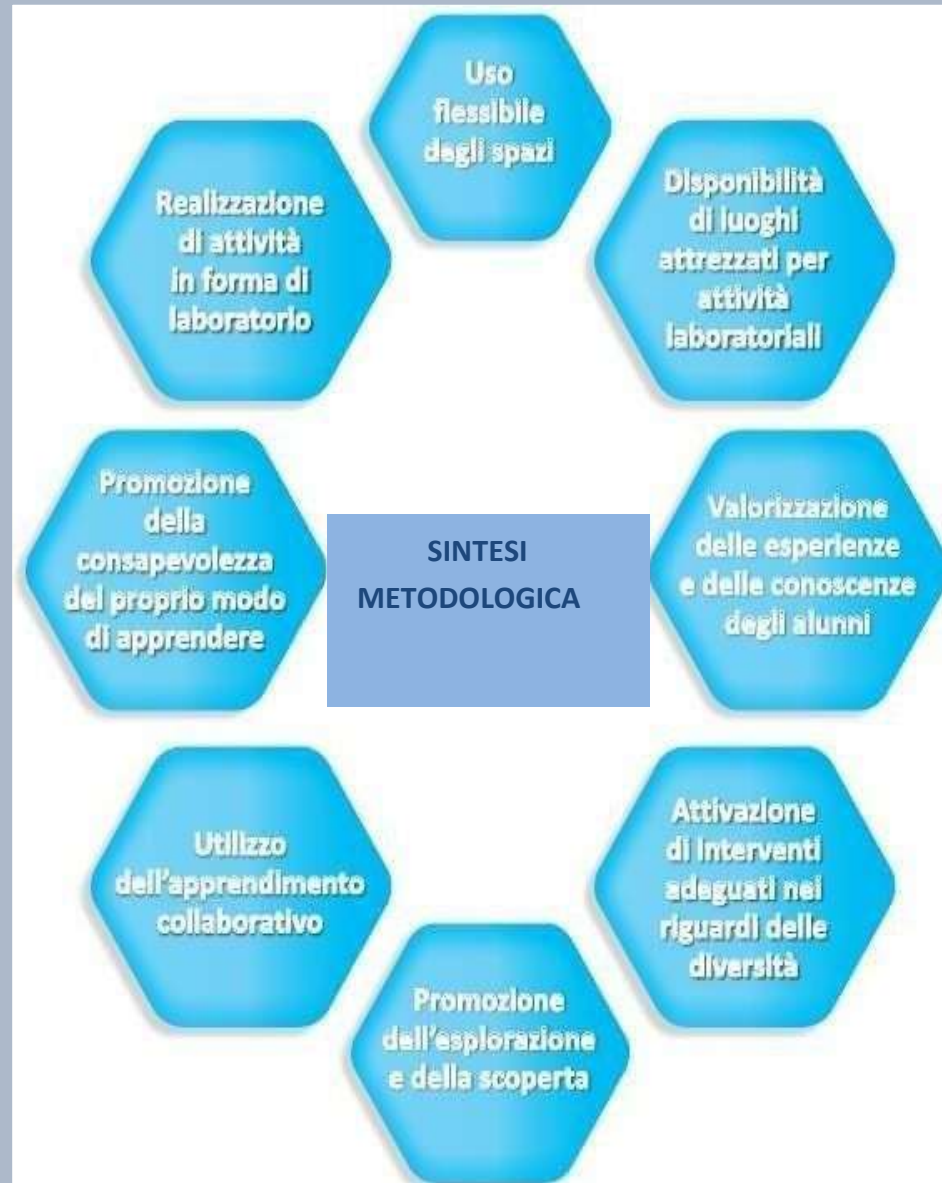 Uso
flessibile
degli spazi
Disponibilità
di luoghi
attrezzati per
attività
laboratoriali
Valorizzazione
delle esperienze
e delle conoscenze
degli alunni
Attivazione
di interventi
adeguati nei
riguardi delle
diversità
Promozione
dell'esplorazione
e della scoperta
Utilizzo
dell'apprendimento
collaborativo
Promozione
della
consapevolezza
del proprio modo
di apprendere
Realizzazione
di attività
in forma di
laboratorio
SINTESI
METODOLOGICA